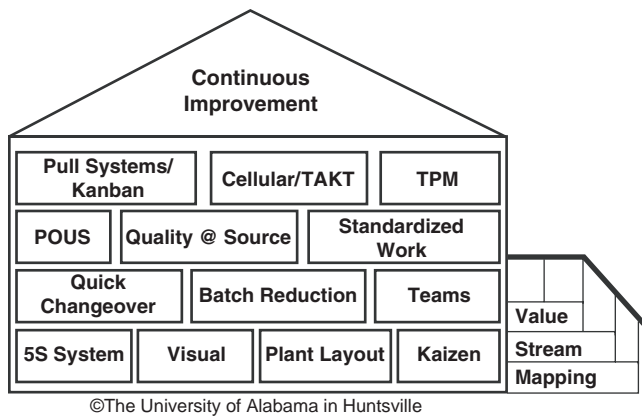 Continuous
Improvement
Pull Systems/
Kanban
Cellular/TAKT
TPM
POUS
Quality @ Source
Standardized
Work
Quick
Changeover
Batch Reduction
Teams
5S System
Visual
Plant Layout
Kaizen
Value
Stream
Mapping
©The University of Alabama in Huntsville